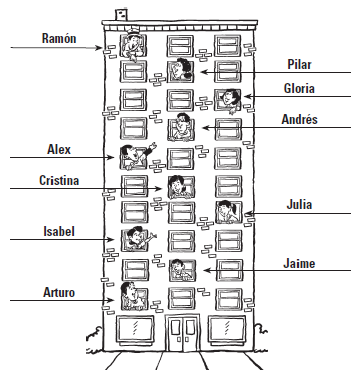 Ramón
Pilar
Gloria
Andrés
Alex
Cristina
Julia
Isabel
Jaime
Arturo